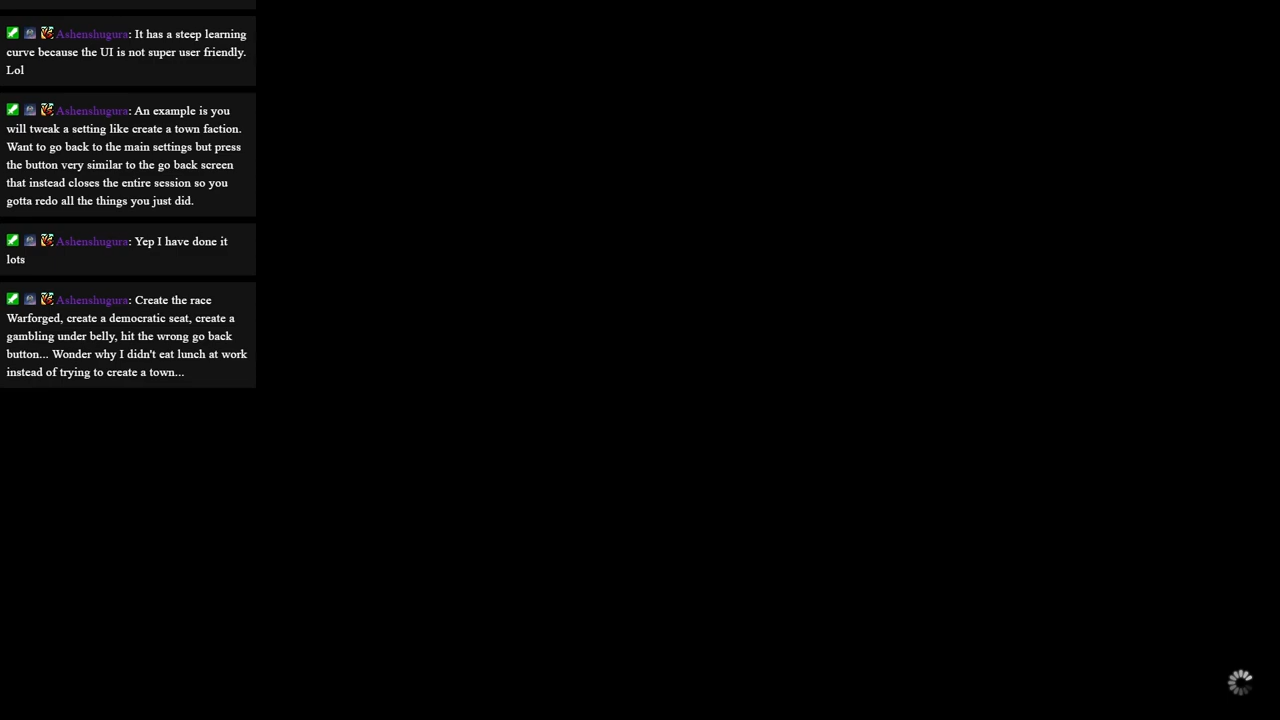 Ashenshugura: It has a steep learning
curve because the UI is not super user friendly.
Lol
Ashenshugura: An example is you
will tweak a setting like create a town faction.
Want to go back to the main settings but press
the button very similar to the go back screen
that instead closes the entire session so you
gotta redo all the things you just did.
Ashenshugura: Yep I have done it
lots
Ashenshugura: Create the race
Warforged, create a democratic seat, create a
gambling under belly, hit the wrong go back
button... Wonder why I didn't eat lunch at work
instead of trying to create a town...